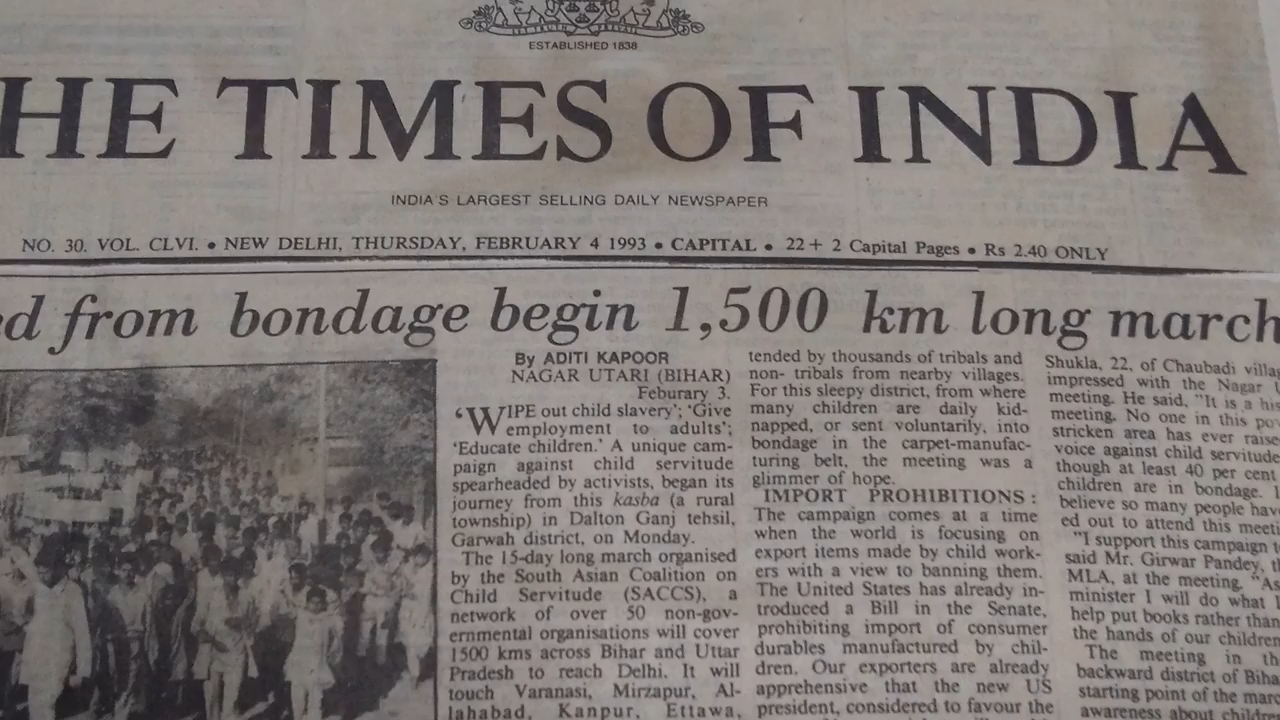 LET TRUTH PREVAIL
ESTABLISHED 1838
HE TIMES OF INDIA
INDIA'S LARGEST SELLING DAILY NEWSPAPER
NO. 30. VOL. CLVI. • NEW DELHI, THURSDAY, FEBRUARY 4 1993 • CAPITAL • 22+ 2 Capital Pages • Rs 2.40 ONLY
ed from bondage begin 1,500 km long march
By ADITI KAPOOR
NAGAR UTARI (BIHAR)
Feburary 3.
‘WIPE out child slavery’; ‘Give
employment to adults’;
‘Educate children.’ A unique cam-
paign against child servitude
spearheaded by activists, began its
journey from this kasba (a rural
township) in Dalton Ganj tehsil,
Garwah district, on Monday.
The 15-day long march organised
by the South Asian Coalition on
Child Servitude (SACCS), a
network of over 50 non-gov-
ernmental organisations will cover
1500 kms across Bihar and Uttar
Pradesh to reach Delhi. It will
touch Varanasi, Mirzapur, Al-
lahabad, Kanpur, Ettawa,
tended by thousands of tribals and
non- tribals from nearby villages.
For this sleepy district, from where
many children are daily kid-
napped, or sent voluntarily, into
bondage in the carpet-manufac-
turing belt, the meeting was a
glimmer of hope.
IMPORT PROHIBITIONS :
The campaign comes at a time
when the world is focusing on
export items made by child work-
ers with a view to banning them.
The United States has already in-
troduced a Bill in the Senate,
prohibiting import of consumer
durables manufactured by chil-
dren. Our exporters are already
apprehensive that the new US
president, considered to favour the
Shukla, 22, of Chaubadi villag
impressed with the Nagar
meeting. He said, "It is a his
meeting. No one in this pov
stricken area has ever raise
voice against child servitude
though at least 40 per cent
children are in bondage.
believe so many people have
ed out to attend this meeti
"I support this campaign t
said Mr. Girwar Pandey, th
MLA, at the meeting. "As
minister I will do what I
help put books rather than
the hands of our children
The meeting in th
backward district of Biha
starting point of the marc
awareness about childre